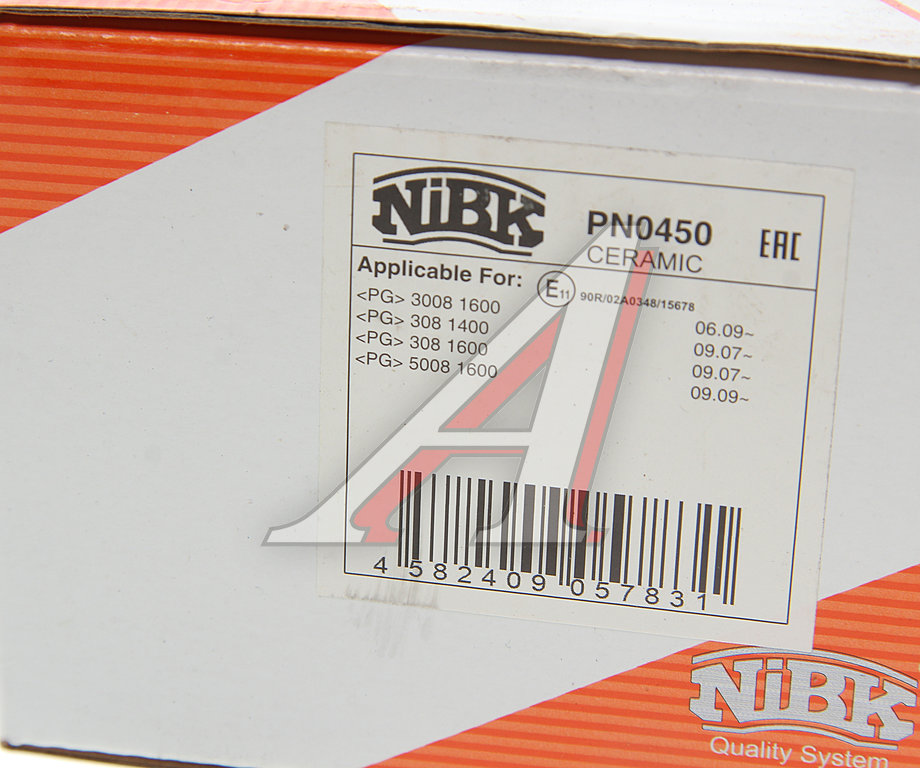 NiBK
PN0450
CERAMIC
EAC
Applicable For:
E11 90R/02A0348/15678
<PG> 3008 1600 06.09~
<PG> 308 1400 09.07~
<PG> 308 1600 09.07~
<PG> 5008 1600 09.09~
4 582409 057831
NiBK
Quality System